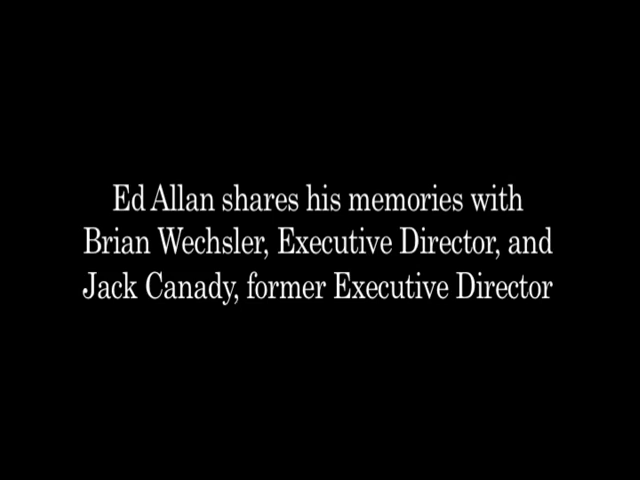 Ed Allan shares his memories with
Brian Wechsler, Executive Director, and
Jack Canady, former Executive Director